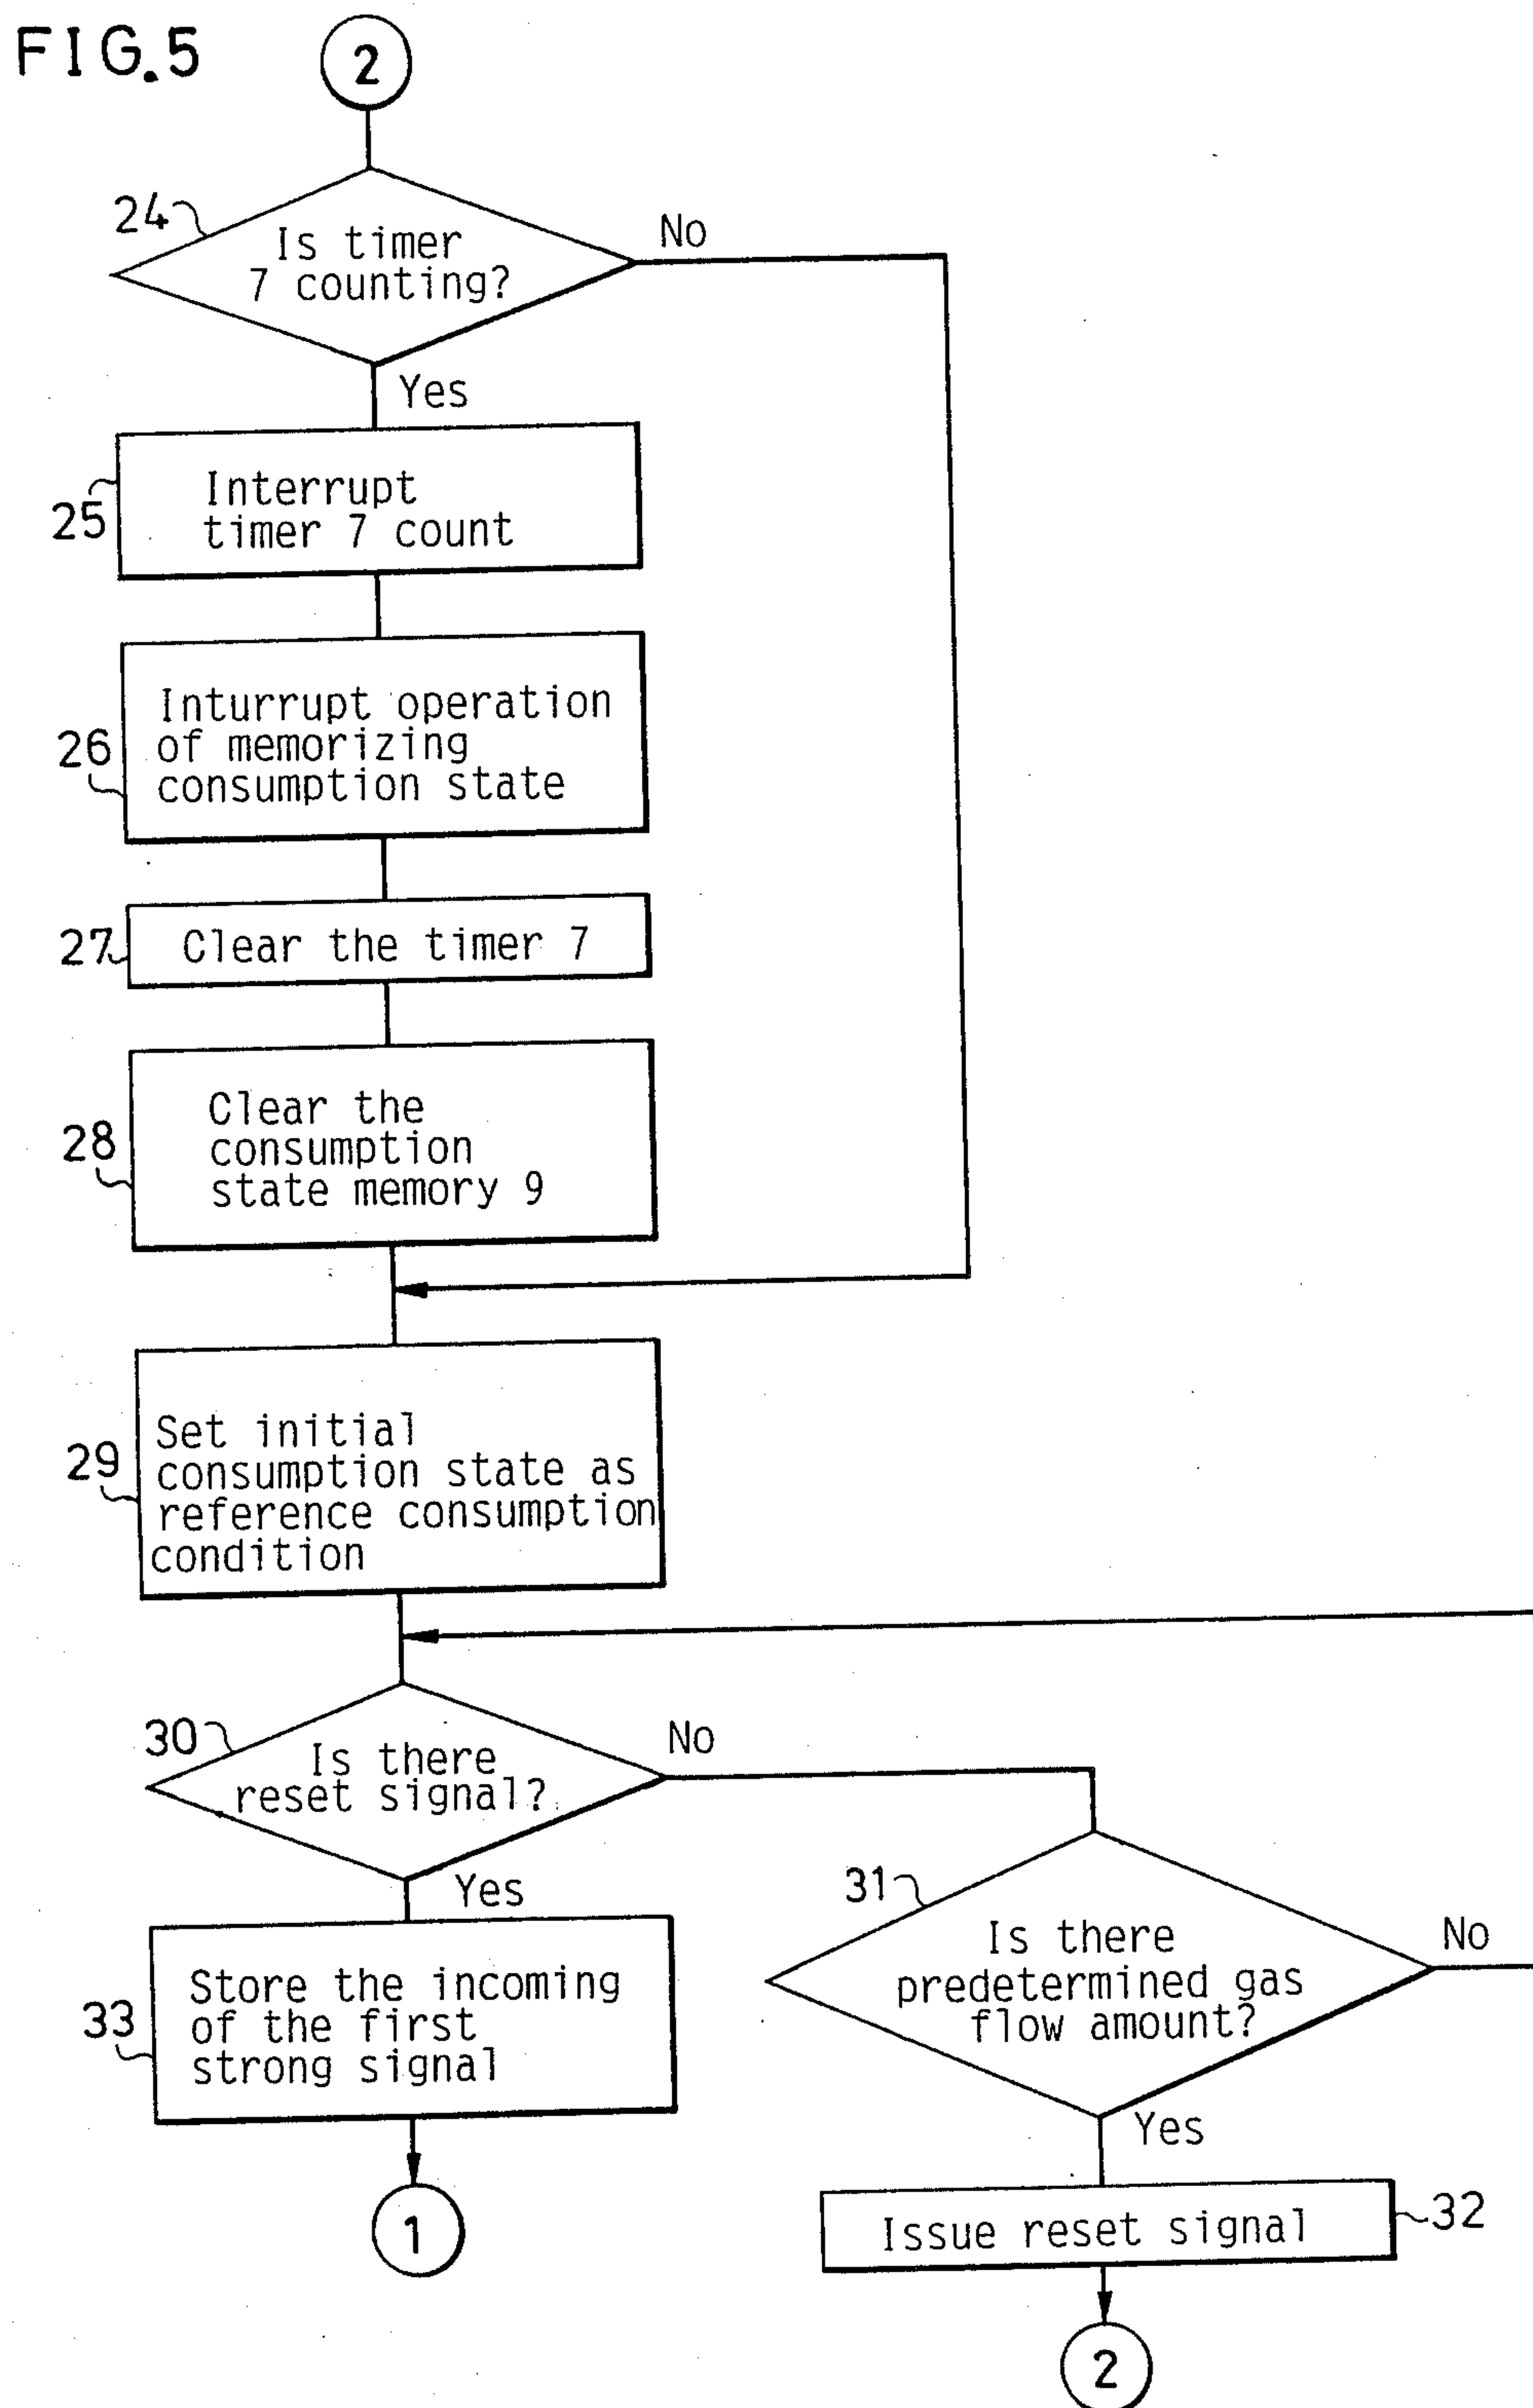 FIG.5
2
24
Is timer
7 counting?
No
Yes
25
Interrupt
timer 7 count
26
Inturrupt operation
of memorizing
consumption state
27
Clear the timer 7
28
Clear the
consumption
state memory 9
29
Set initial
consumption state as
reference consumption
condition
30
Is there
reset signal?
No
Yes
31
Is there
predetermined gas
flow amount?
No
Yes
33
Store the incoming
of the first
strong signal
1
Issue reset signal
32
2